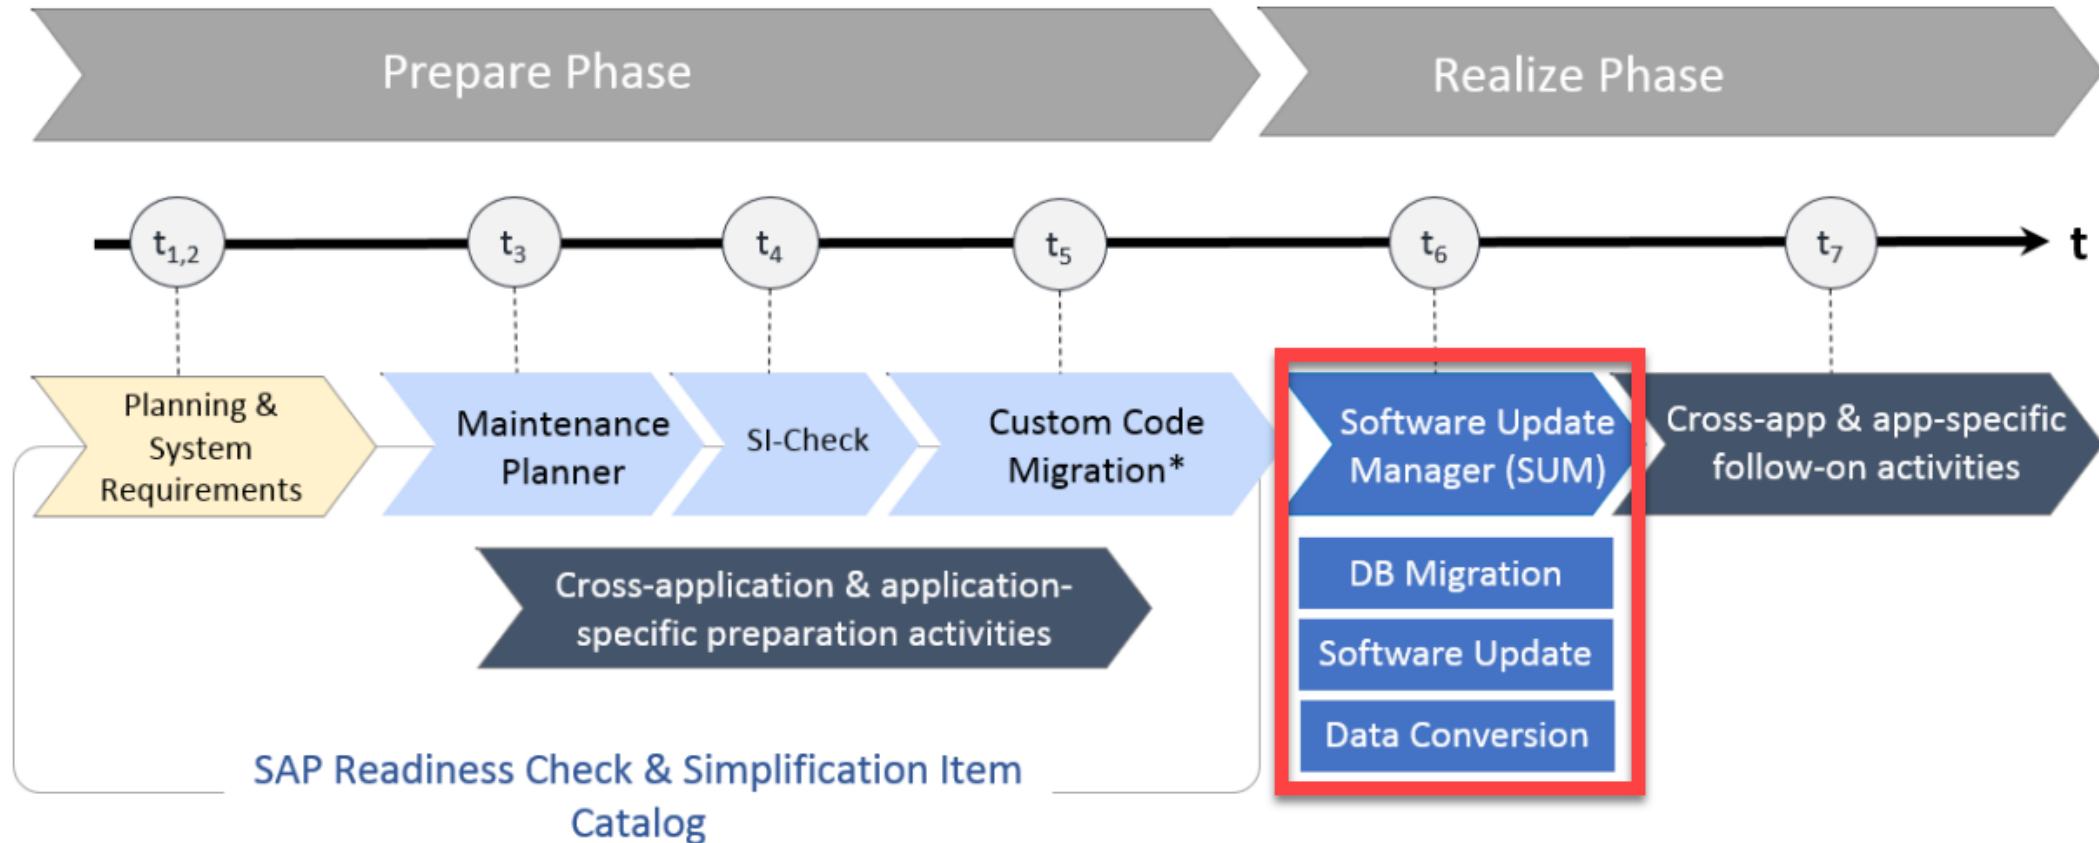 Prepare Phase
Realize Phase
t1,2
t3
t4
t5
t6
t7
t
Planning &
System
Requirements
Maintenance
Planner
SI-Check
Custom Code
Migration*
Software Update
Manager (SUM)
Cross-app & app-specific
follow-on activities
Cross-application & application-
specific preparation activities
DB Migration
Software Update
Data Conversion
SAP Readiness Check & Simplification Item
Catalog